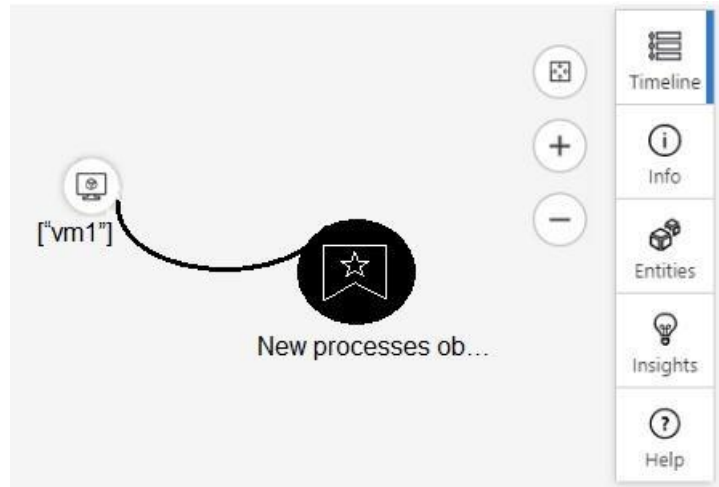 Timeline
Info
["vm1"]
Entities
New processes ob...
Insights
Help